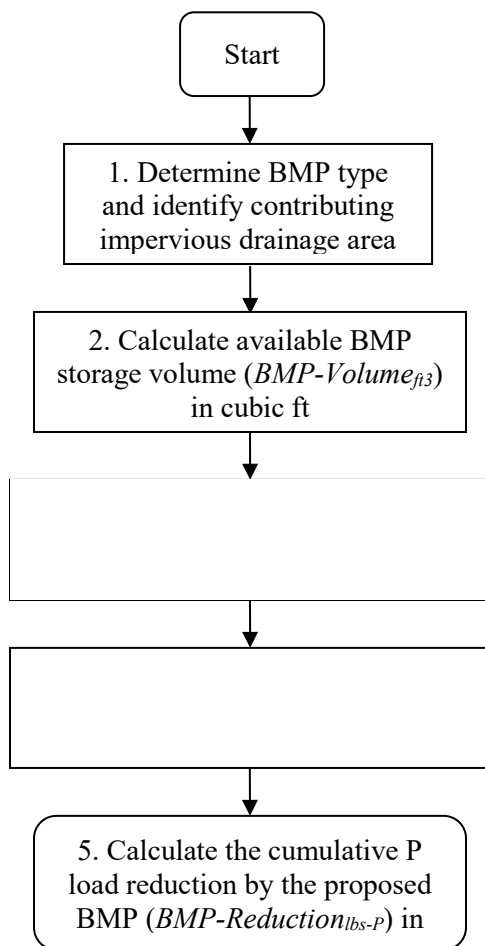 Start
1. Determine BMP type
and identify contributing
impervious drainage area
2. Calculate available BMP
storage volume (BMP-Volumeft3)
in cubic ft
5. Calculate the cumulative P
load reduction by the proposed
BMP (BMP-Reductionlbs-P) in